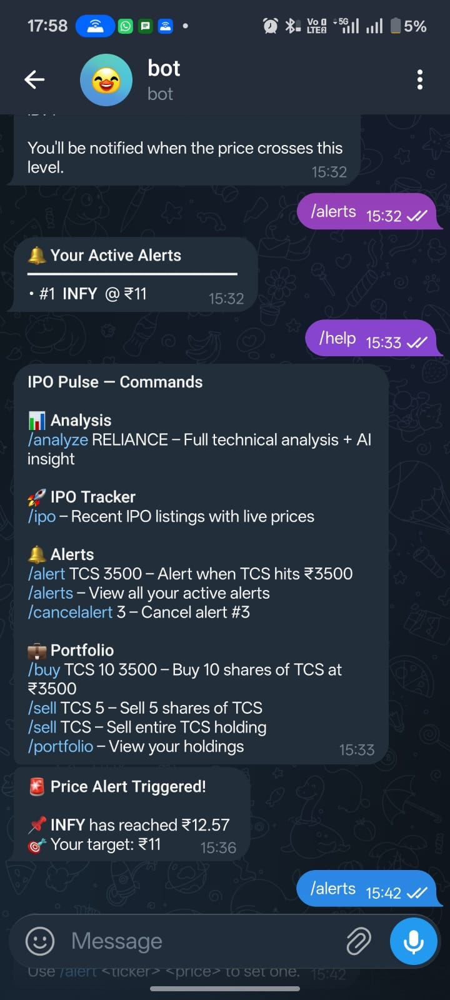 17:58
Vo
LTE2
5G
5%
bot
bot
You'll be notified when the price crosses this
level.
15:32
/alerts 15:32
🔔 Your Active Alerts
• #1 INFY @ ₹11
15:32
/help 15:33
IPO Pulse – Commands
📊 Analysis
/analyze RELIANCE – Full technical analysis + AI
insight
🚀 IPO Tracker
/ipo – Recent IPO listings with live prices
🔔 Alerts
/alert TCS 3500 – Alert when TCS hits ₹3500
/alerts – View all your active alerts
/cancelalert 3 – Cancel alert #3
💼 Portfolio
/buy TCS 10 3500 – Buy 10 shares of TCS at
₹3500
/sell TCS 5 – Sell 5 shares of TCS
/sell TCS – Sell entire TCS holding
/portfolio – View your holdings
15:33
🚨 Price Alert Triggered!
📌 INFY has reached ₹12.57
🎯 Your target: ₹11
15:36
/alerts 15:42
Message
Use /alert <ticker> <price> to set one. 15:42